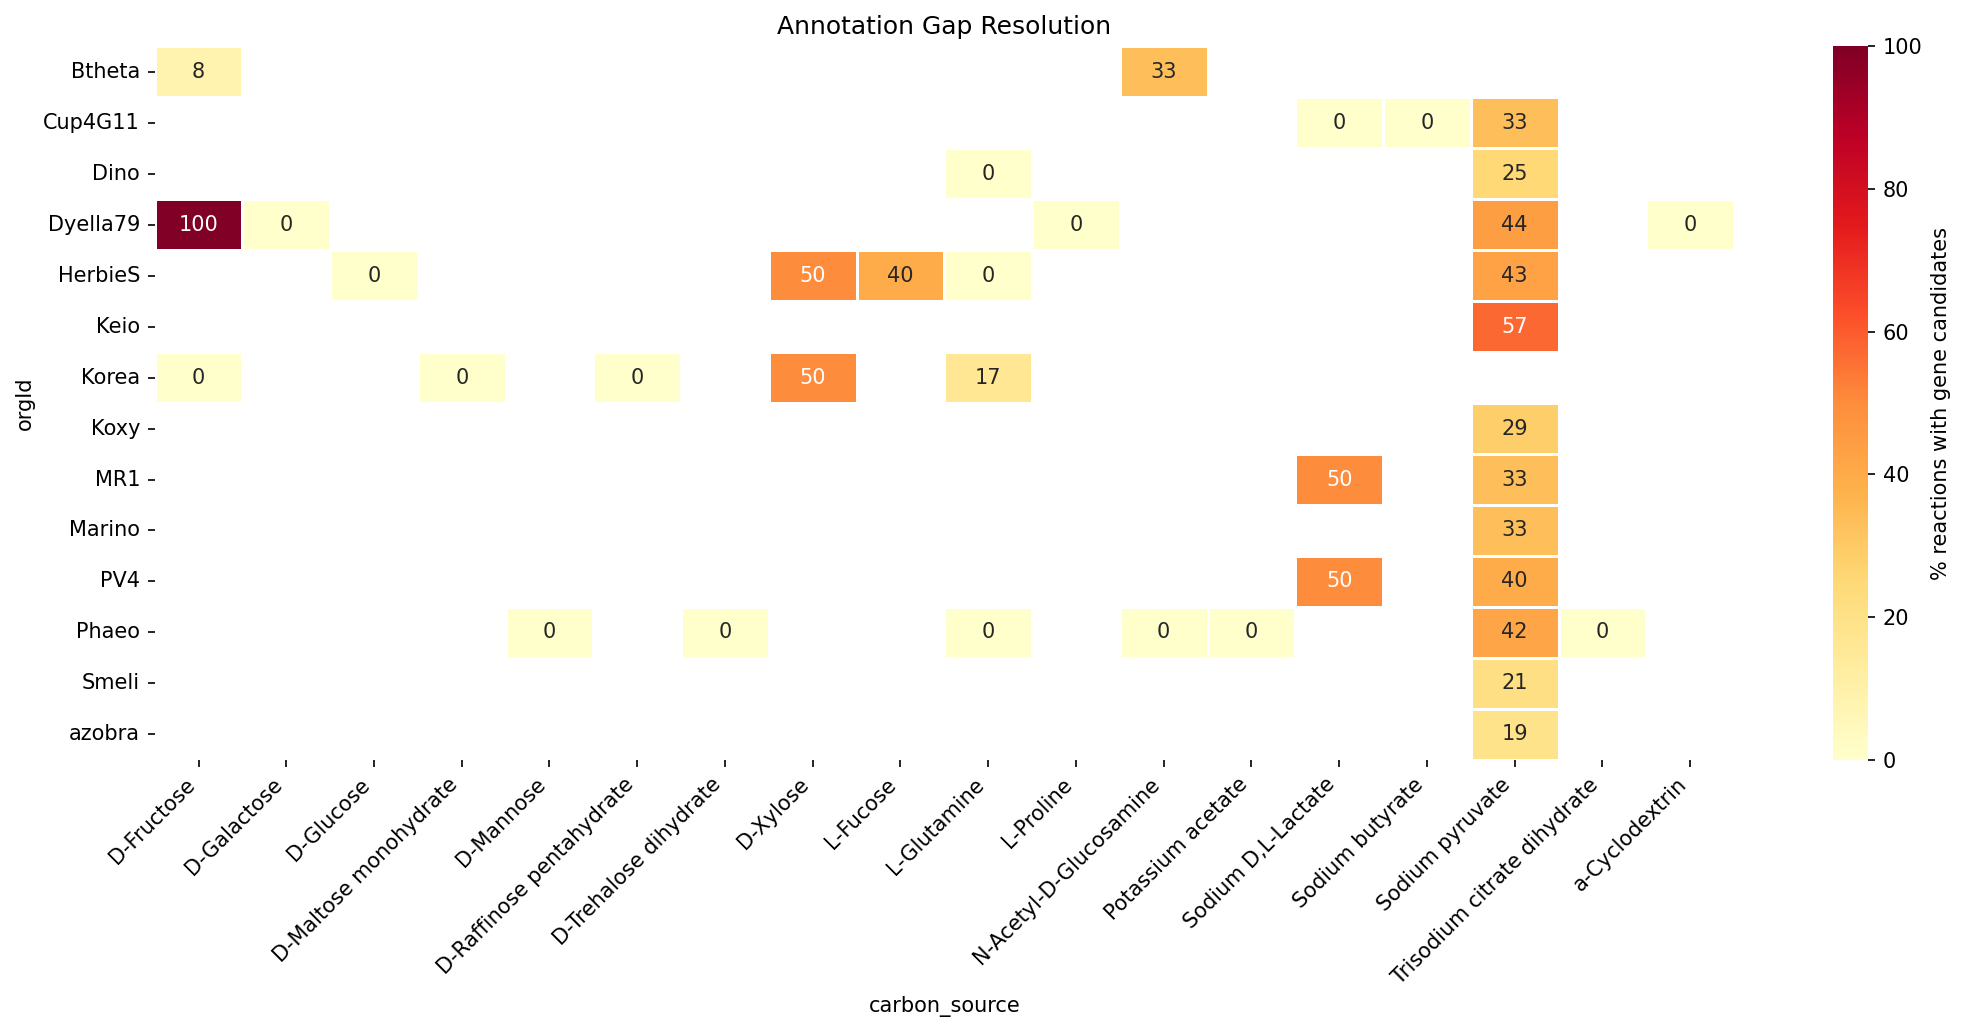 Annotation Gap Resolution
orgId
Btheta 8 33
Cup4G11 0 0 33
Dino 0 25
Dyella79 100 0 0 44 0
HerbieS 0 50 40 0 43
Keio 57
Korea 0 0 0 50 17
Koxy 29
MR1 50 33
Marino 33
PV4 50 40
Phaeo 0 0 0 0 0 42 0
Smeli 21
azobra 19
D-Fructose
D-Galactose
D-Glucose
D-Maltose monohydrate
D-Mannose
D-Raffinose pentahydrate
D-Trehalose dihydrate
D-Xylose
L-Fucose
L-Glutamine
L-Proline
N-Acetyl-D-Glucosamine
Potassium acetate
Sodium D,L-Lactate
Sodium butyrate
Sodium pyruvate
Trisodium citrate dihydrate
a-Cyclodextrin
carbon_source
100
80
60
40
20
0
% reactions with gene candidates